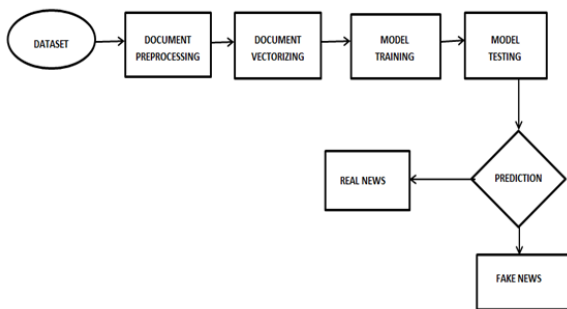 DATASET
DOCUMENT
PREPROCESSING
DOCUMENT
VECTORIZING
MODEL
TRAINING
MODEL
TESTING
REAL NEWS
PREDICTION
FAKE NEWS